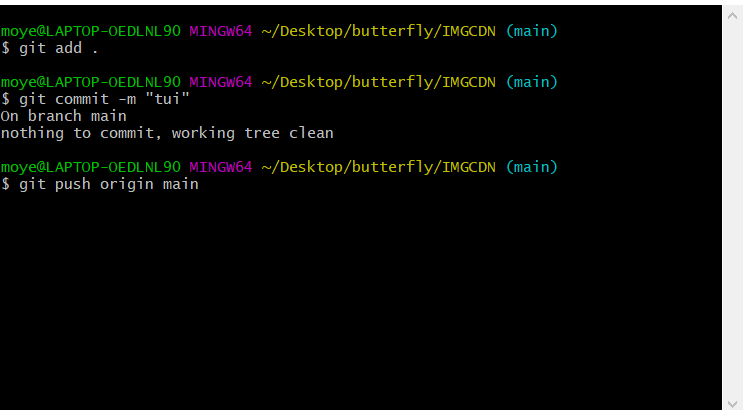 moye@LAPTOP-OEDLNL90 MINGW64 ~/Desktop/butterfly/IMGCDN (main)
$ git add .
moye@LAPTOP-OEDLNL90 MINGW64 ~/Desktop/butterfly/IMGCDN (main)
$ git commit -m "tui"
On branch main
nothing to commit, working tree clean
moye@LAPTOP-OEDLNL90 MINGW64 ~/Desktop/butterfly/IMGCDN (main)
$ git push origin main